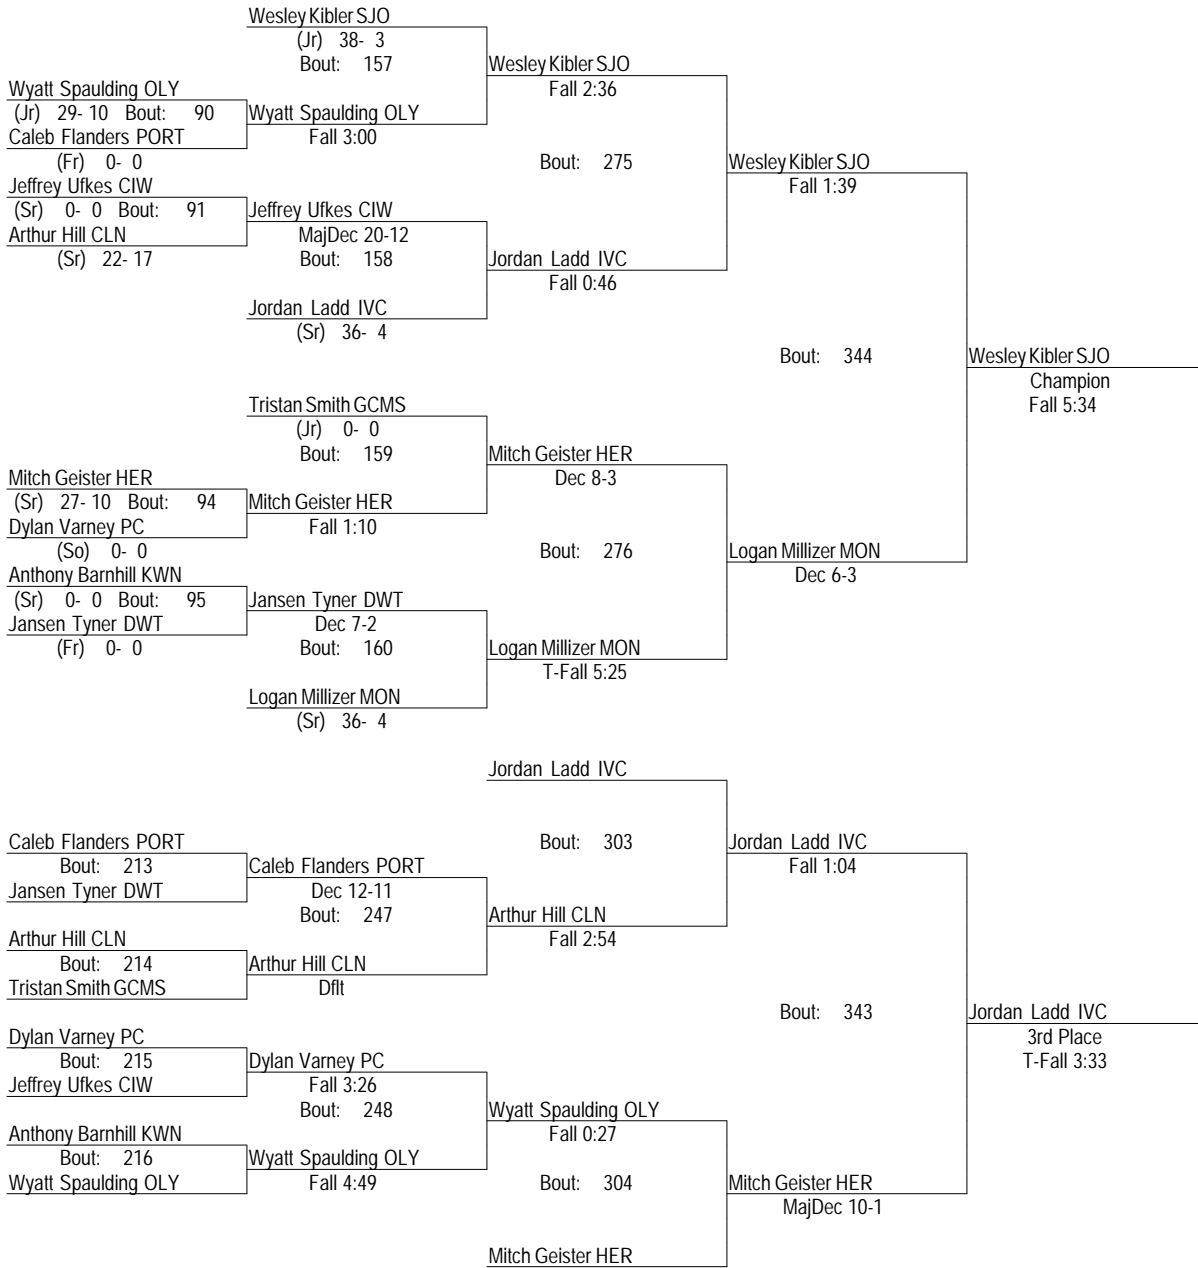 Wesley Kibler SJO
(Jr) 38- 3
Bout: 157
Wesley Kibler SJO
Fall 2:36
Wyatt Spaulding OLY
(Jr) 29- 10 Bout: 90
Wyatt Spaulding OLY
Caleb Flanders PORT
Fall 3:00
(Fr) 0- 0
Bout: 275
Wesley Kibler SJO
Jeffrey Ufkes CIW
Fall 1:39
(Sr) 0- 0 Bout: 91
Jeffrey Ufkes CIW
Arthur Hill CLN
MajDec 20-12
(Sr) 22- 17
Bout: 158
Jordan Ladd IVC
Fall 0:46
Jordan Ladd IVC
(Sr) 36- 4
Bout: 344
Wesley Kibler SJO
Champion
Fall 5:34
Tristan Smith GCMS
(Jr) 0- 0
Bout: 159
Mitch Geister HER
Dec 8-3
Mitch Geister HER
(Sr) 27- 10 Bout: 94
Mitch Geister HER
Dylan Varney PC
Fall 1:10
(So) 0- 0
Bout: 276
Logan Millizer MON
Dec 6-3
Anthony Barnhill KWN
(Sr) 0- 0 Bout: 95
Jansen Tyner DWT
Jansen Tyner DWT
Dec 7-2
(Fr) 0- 0
Bout: 160
Logan Millizer MON
T-Fall 5:25
Logan Millizer MON
(Sr) 36- 4
Jordan Ladd IVC
Caleb Flanders PORT
Bout: 303
Jordan Ladd IVC
Bout: 213
Caleb Flanders PORT
Fall 1:04
Jansen Tyner DWT
Dec 12-11
Bout: 247
Arthur Hill CLN
Arthur Hill CLN
Fall 2:54
Bout: 214
Arthur Hill CLN
Tristan Smith GCMS
Dflt
Bout: 343
Jordan Ladd IVC
3rd Place
T-Fall 3:33
Dylan Varney PC
Bout: 215
Dylan Varney PC
Jeffrey Ufkes CIW
Fall 3:26
Bout: 248
Wyatt Spaulding OLY
Anthony Barnhill KWN
Fall 0:27
Bout: 216
Wyatt Spaulding OLY
Wyatt Spaulding OLY
Fall 4:49
Bout: 304
Mitch Geister HER
MajDec 10-1
Mitch Geister HER